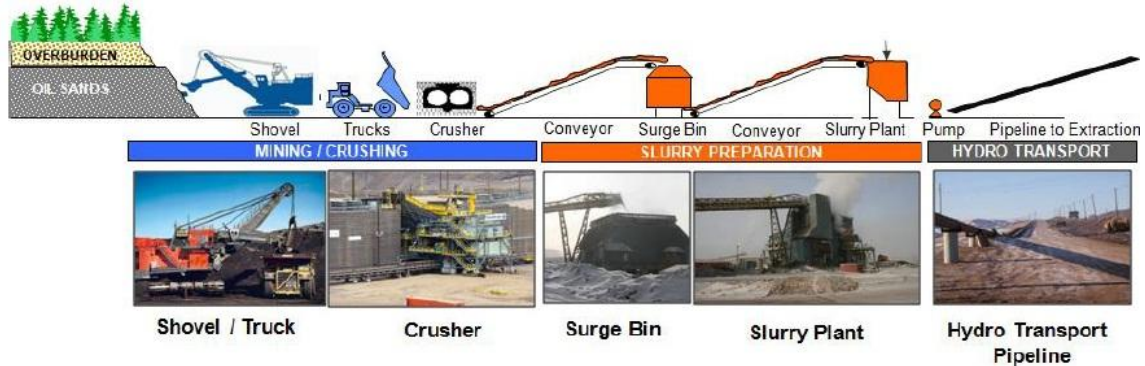 OVERBURDEN
OIL SANDS
Shovel Trucks Crusher Conveyor Surge Bin Conveyor Slurry Plant Pump Pipeline to Extraction
MINING / CRUSHING SLURRY PREPARATION HYDRO TRANSPORT
Shovel / Truck Crusher Surge Bin Slurry Plant Hydro Transport
Pipeline